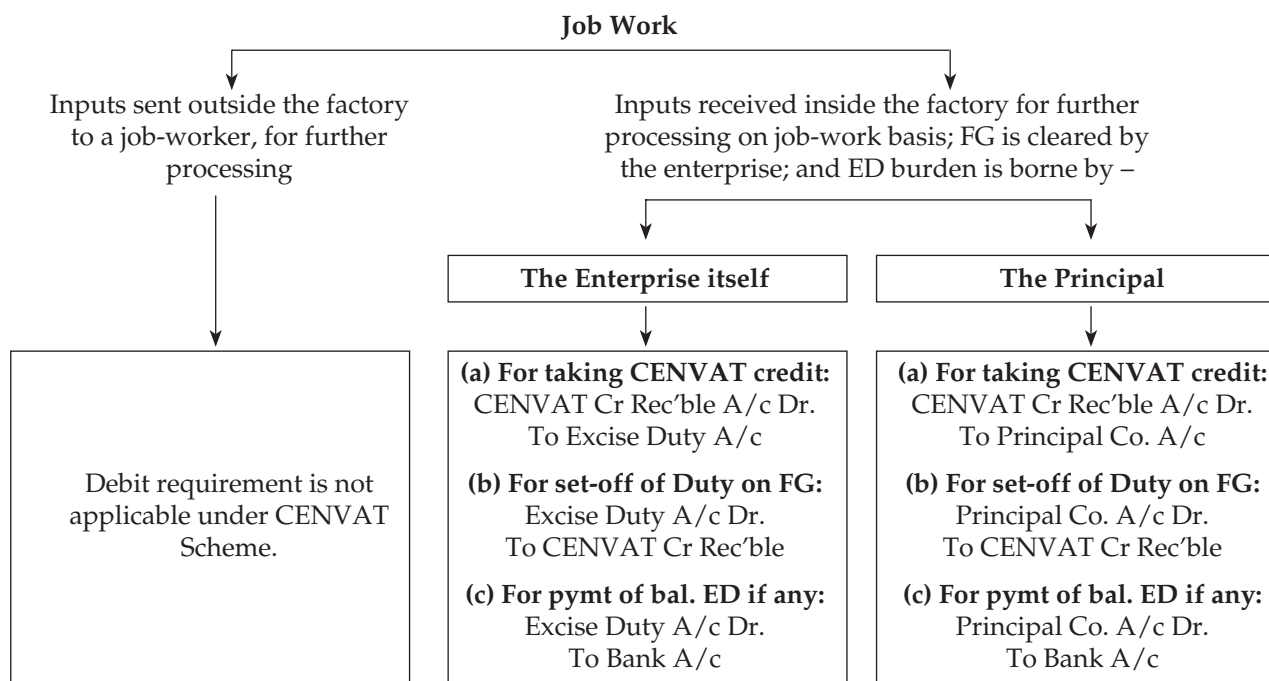 Job Work
Inputs sent outside the factory
to a job-worker, for further
processing
Inputs received inside the factory for further
processing on job-work basis; FG is cleared by
the enterprise; and ED burden is borne by –
The Enterprise itself
The Principal
Debit requirement is not
applicable under CENVAT
Scheme.
(a) For taking CENVAT credit:
CENVAT Cr Rec’ble A/c Dr.
To Excise Duty A/c
(b) For set-off of Duty on FG:
Excise Duty A/c Dr.
To CENVAT Cr Rec’ble
(c) For pymt of bal. ED if any:
Excise Duty A/c Dr.
To Bank A/c
(a) For taking CENVAT credit:
CENVAT Cr Rec’ble A/c Dr.
To Principal Co. A/c
(b) For set-off of Duty on FG:
Principal Co. A/c Dr.
To CENVAT Cr Rec’ble
(c) For pymt of bal. ED if any:
Principal Co. A/c Dr.
To Bank A/c